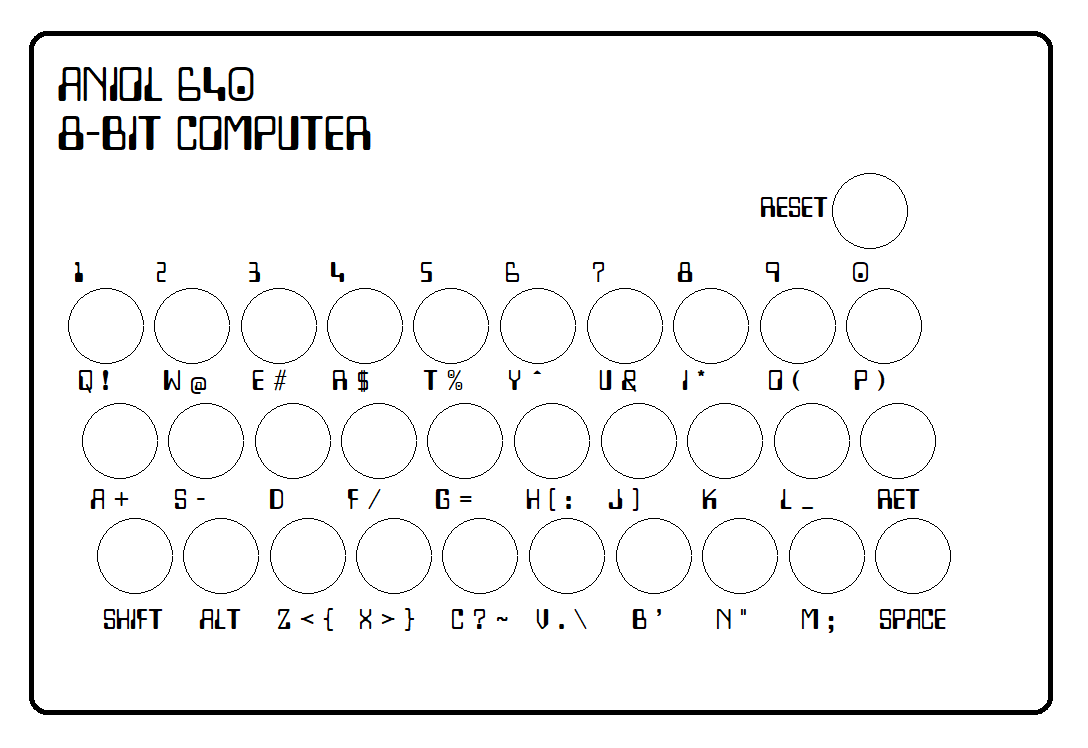 ANIOL 640
8-BIT COMPUTER
RESET
1 2 3 4 5 6 7 8 9 0
Q ! W @ E # R $ T % Y ^ U & I * O ( P )
A + S - D F / G = H [ : J ] K L _ RET
SHIFT ALT Z < { X > } C ? ~ V . \ B ' N " M ; SPACE